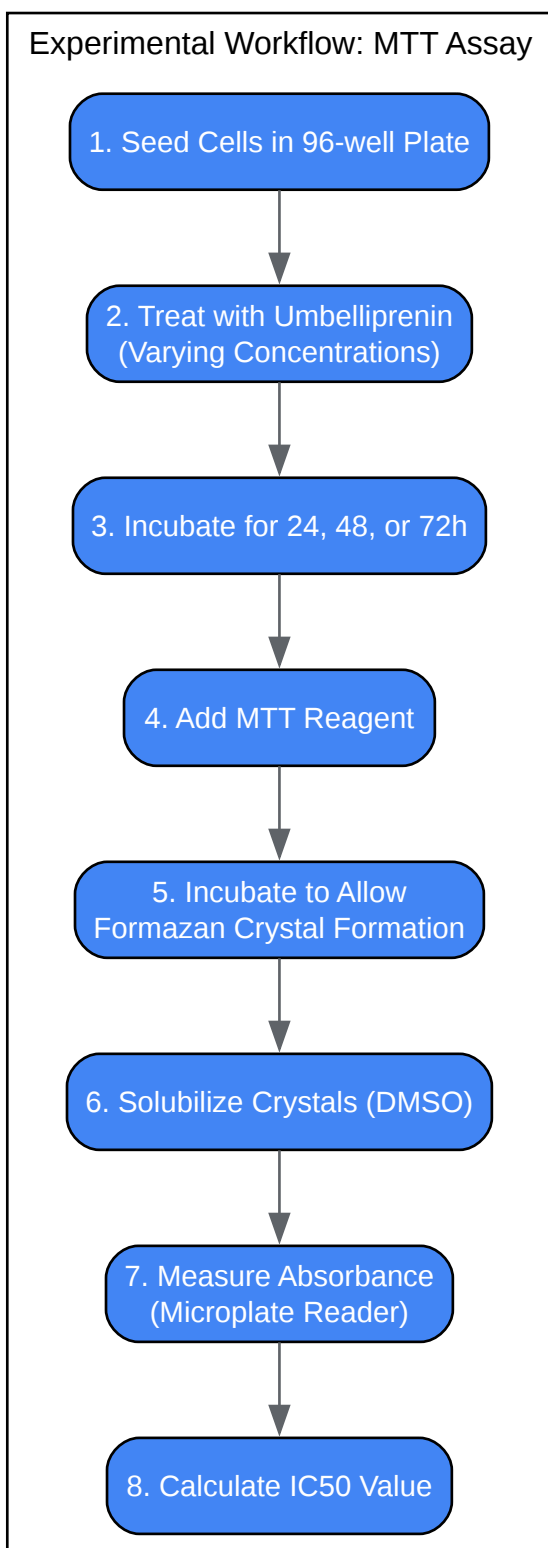 Experimental Workflow: MTT Assay
1. Seed Cells in 96-well Plate
2. Treat with Umbelliprenin
(Varying Concentrations)
3. Incubate for 24, 48, or 72h
4. Add MTT Reagent
5. Incubate to Allow
Formazan Crystal Formation
6. Solubilize Crystals (DMSO)
7. Measure Absorbance
(Microplate Reader)
8. Calculate IC50 Value